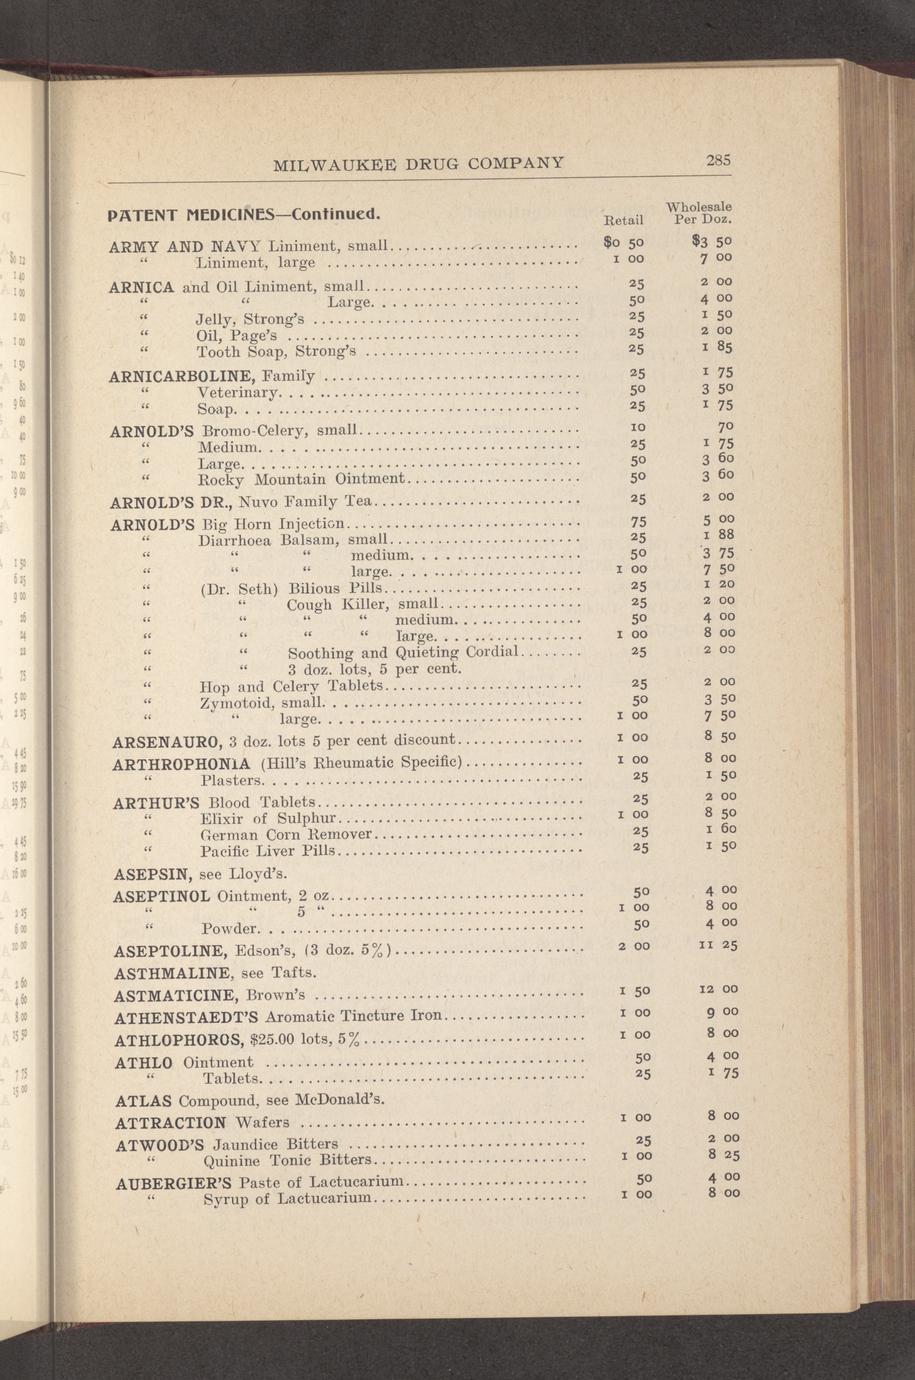 MILWAUKEE DRUG COMPANY 285
PATENT MEDICINES—Continued. Retail Wholesale Per Doz.
ARMY AND NAVY Liniment, small.......... $0 50 $3 50
“ Liniment, large .......... 1 00 7 00
ARNICA and Oil Liniment, small.......... 25 2 00
“ “ Large.......... 50 4 00
“ Jelly, Strong's .......... 25 1 50
“ Oil, Page's .......... 25 2 00
“ Tooth Soap, Strong's .......... 25 1 85
ARNICARBOLINE, Family .......... 25 1 75
“ Veterinary.......... 50 3 50
“ Soap.......... 25 1 75
ARNOLD'S Bromo-Celery, small.......... 10 70
“ Medium.......... 25 1 75
“ Large.......... 50 3 60
“ Rocky Mountain Ointment.......... 50 3 60
ARNOLD'S DR., Nuvo Family Tea.......... 25 2 00
ARNOLD'S Big Horn Injection.......... 75 5 00
“ Diarrhoea Balsam, small.......... 25 1 88
“ “ “ medium.......... 50 3 75
“ “ “ large.......... 1 00 7 50
“ (Dr. Seth) Bilious Pills.......... 25 1 20
“ “ Cough Killer, small.......... 25 2 00
“ “ “ “ medium.......... 50 4 00
“ “ “ “ large.......... 1 00 8 00
“ “ Soothing and Quieting Cordial........ 25 2 00
“ “ 3 doz. lots, 5 per cent.
“ Hop and Celery Tablets.......... 25 2 00
“ Zymotoid, small.......... 50 3 50
“ “ large.......... 1 00 7 50
ARSENAURO, 3 doz. lots 5 per cent discount.......... 1 00 8 50
ARTHROPHONIA (Hill's Rheumatic Specific).......... 1 00 8 00
“ Plasters.......... 25 1 50
ARTHUR'S Blood Tablets.......... 25 2 00
“ Elixir of Sulphur.......... 1 00 8 50
“ German Corn Remover.......... 25 1 60
“ Pacific Liver Pills.......... 25 1 50
ASEPSIN, see Lloyd's.
ASEPTINOL Ointment, 2 oz.......... 50 4 00
“ “ 5 “.......... 1 00 8 00
“ Powder.......... 50 4 00
ASEPTOLINE, Edson's, (3 doz. 5%).......... 2 00 11 25
ASTHMALINE, see Tafts.
ASTMATICINE, Brown's .......... 1 50 12 00
ATHENSTAEDT'S Aromatic Tincture Iron.......... 1 00 9 00
ATHLOPHOROS, $25.00 lots, 5%.......... 1 00 8 00
ATHLO Ointment .......... 50 4 00
“ Tablets.......... 25 1 75
ATLAS Compound, see McDonald's.
ATTRACTION Wafers .......... 1 00 8 00
ATWOOD'S Jaundice Bitters .......... 25 2 00
“ Quinine Tonic Bitters.......... 1 00 8 25
AUBERGIER'S Paste of Lactucarium.......... 50 4 00
“ Syrup of Lactucarium.......... 1 00 8 00